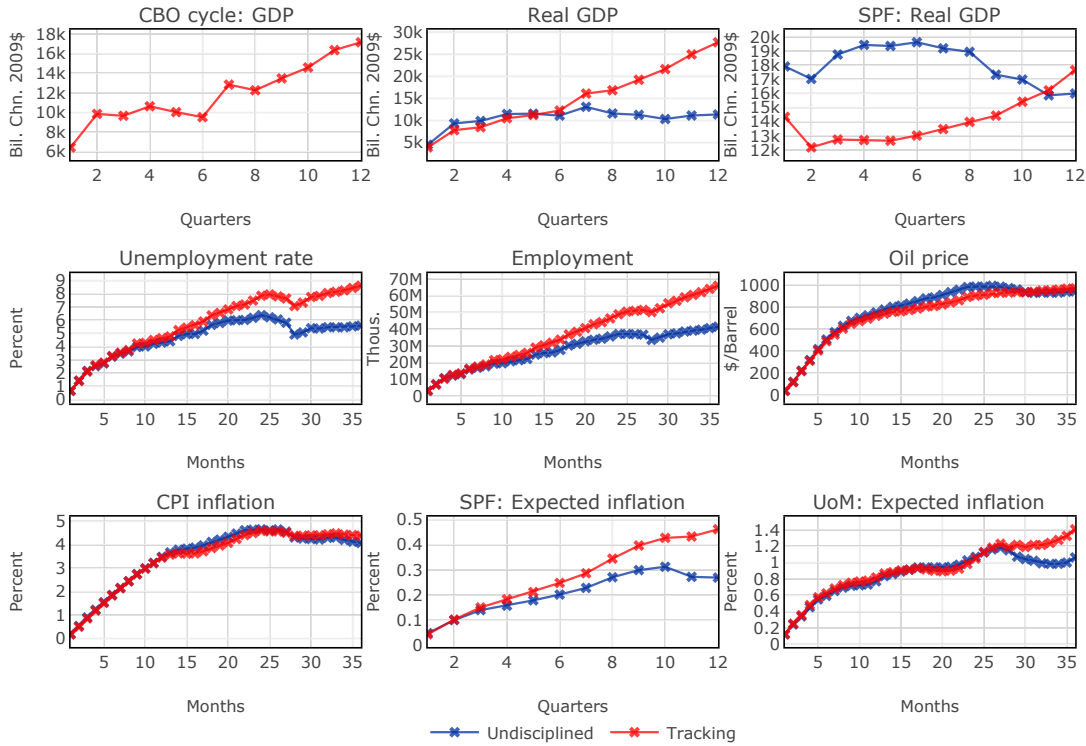 CBO cycle: GDP
Real GDP
SPF: Real GDP
Bil. Chn. 2009$
18k
16k
14k
12k
10k
8k
6k
2 4 6 8 10 12
Quarters
Bil. Chn. 2009$
30k
25k
20k
15k
10k
5k
2 4 6 8 10 12
Quarters
Bil. Chn. 2009$
20k
19k
18k
17k
16k
15k
14k
13k
12k
2 4 6 8 10 12
Quarters
Unemployment rate
Employment
Oil price
Percent
9
8
7
6
5
4
3
2
1
0
5 10 15 20 25 30 35
Months
Thous.
70M
60M
50M
40M
30M
20M
10M
0
5 10 15 20 25 30 35
Months
$/Barrel
1000
800
600
400
200
0
5 10 15 20 25 30 35
Months
CPI inflation
SPF: Expected inflation
UoM: Expected inflation
Percent
5
4
3
2
1
0
5 10 15 20 25 30 35
Months
Percent
0.5
0.4
0.3
0.2
0.1
0
2 4 6 8 10 12
Quarters
Percent
1.4
1.2
1
0.8
0.6
0.4
0.2
0
5 10 15 20 25 30 35
Months
Undisciplined Tracking